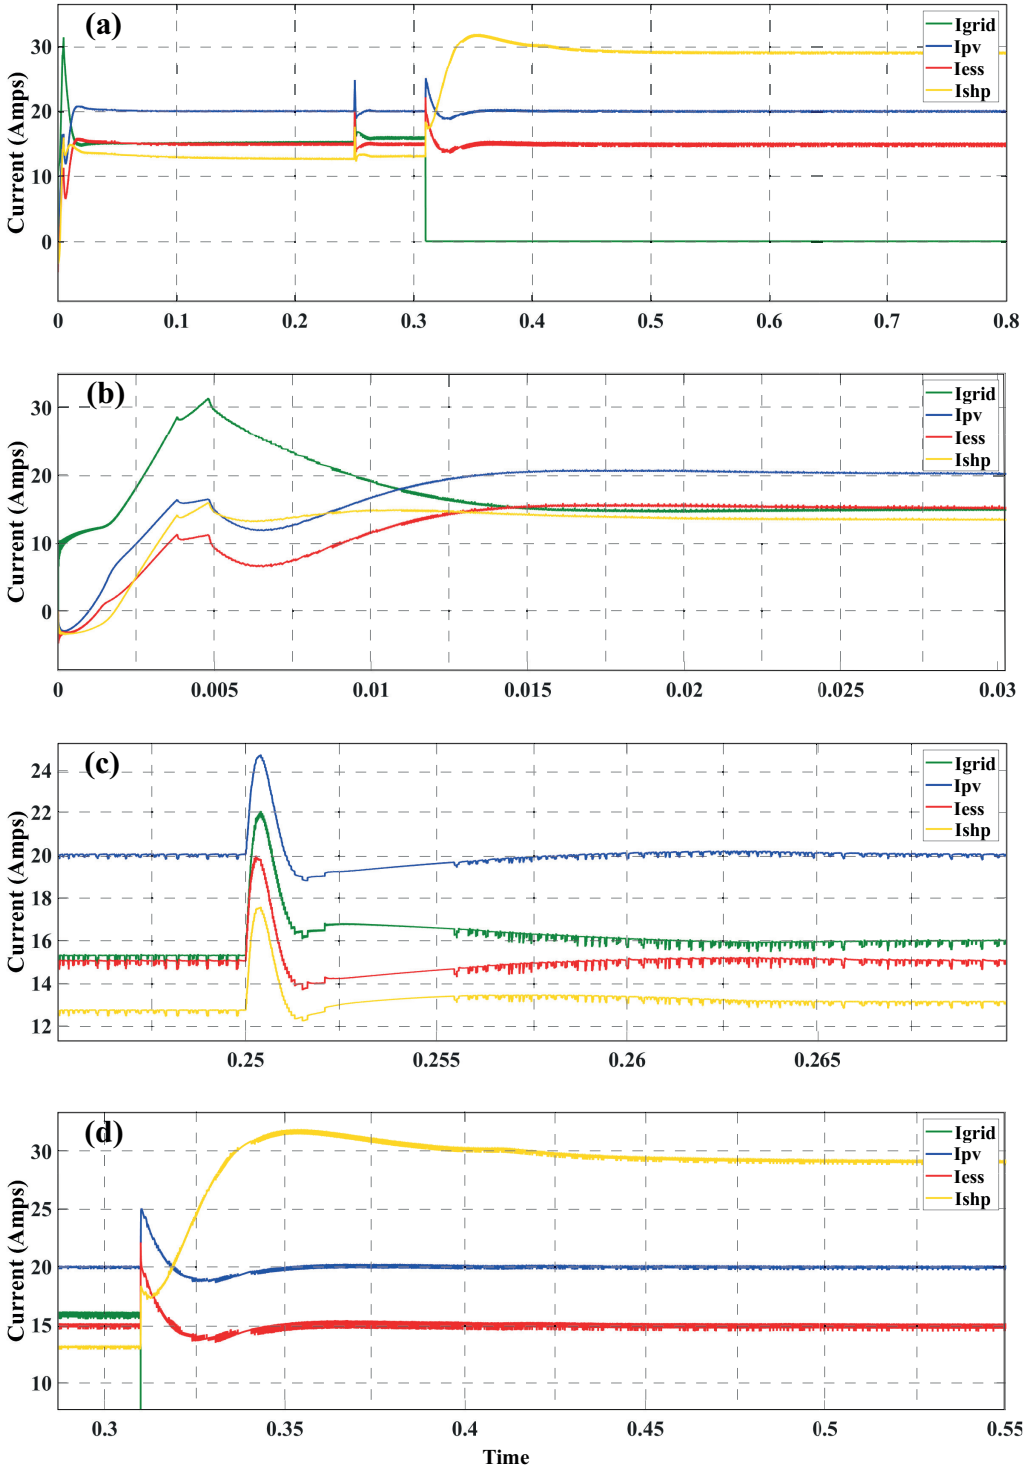 (a)
Igrid
Ipv
Iess
Ishp
Current (Amps)
30
20
10
0
0 0.1 0.2 0.3 0.4 0.5 0.6 0.7 0.8
(b)
Igrid
Ipv
Iess
Ishp
Current (Amps)
30
20
10
0
0 0.005 0.01 0.015 0.02 0.025 0.03
(c)
Igrid
Ipv
Iess
Ishp
Current (Amps)
24
22
20
18
16
14
12
0.25 0.255 0.26 0.265
(d)
Igrid
Ipv
Iess
Ishp
Current (Amps)
30
25
20
15
10
0.3 0.35 0.4 0.45 0.5 0.55
Time